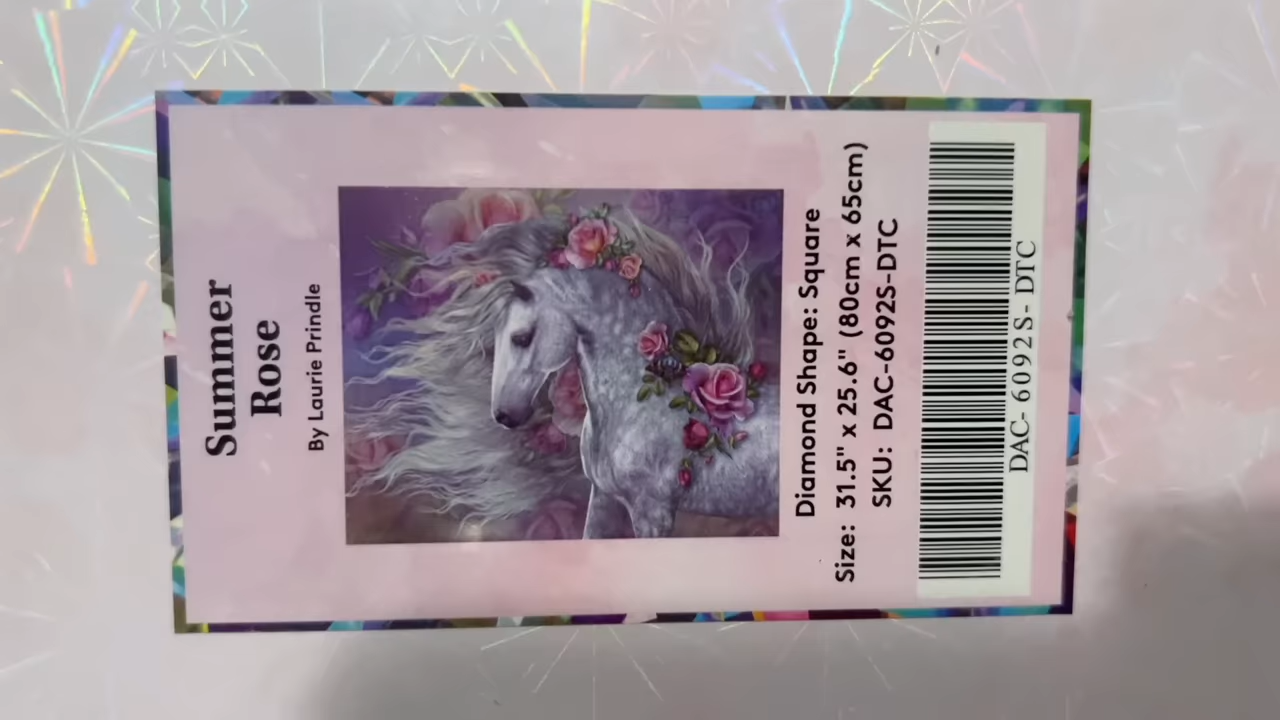 Summer
Rose
By Laurie Prindle
Diamond Shape: Square
Size: 31.5" x 25.6" (80cm x 65cm)
SKU: DAC-6092S-DTC
DAC- 6092S- DTC